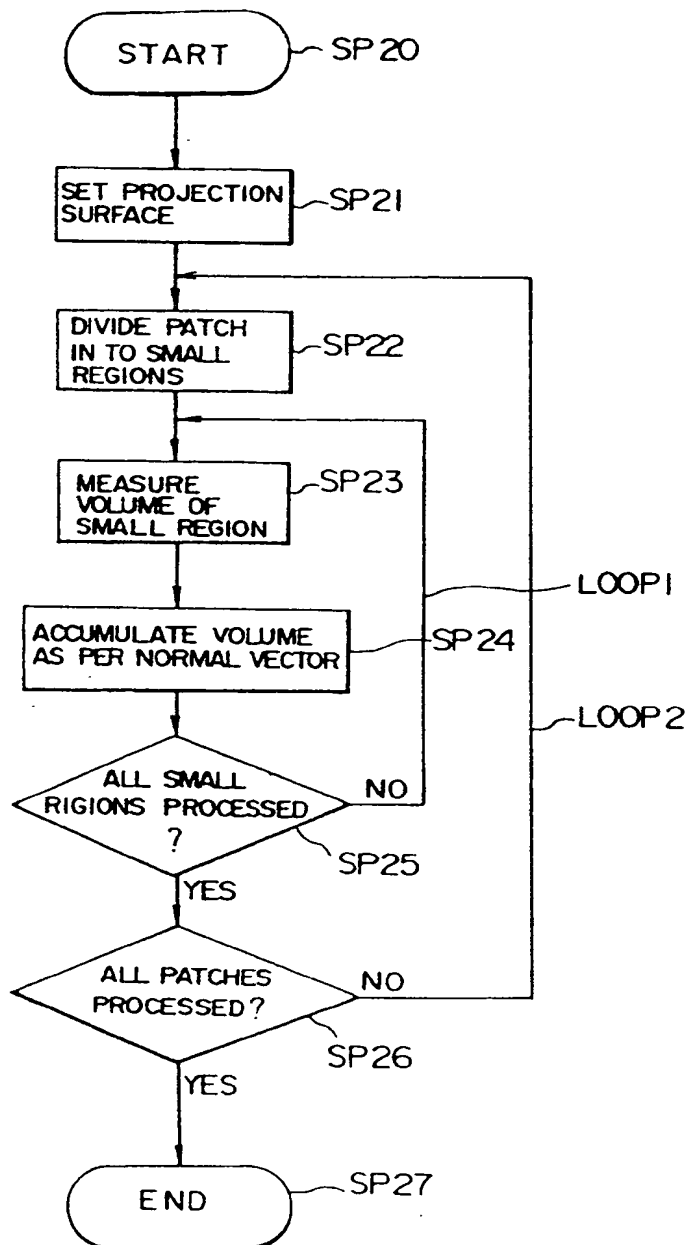 START
SP20
SET PROJECTION
SURFACE
SP21
DIVIDE PATCH
IN TO SMALL
REGIONS
SP22
MEASURE
VOLUME OF
SMALL REGION
SP23
LOOP1
ACCUMULATE VOLUME
AS PER NORMAL VECTOR
SP24
LOOP2
ALL SMALL
RIGIONS PROCESSED
?
NO
SP25
YES
ALL PATCHES
PROCESSED?
NO
SP26
YES
END
SP27